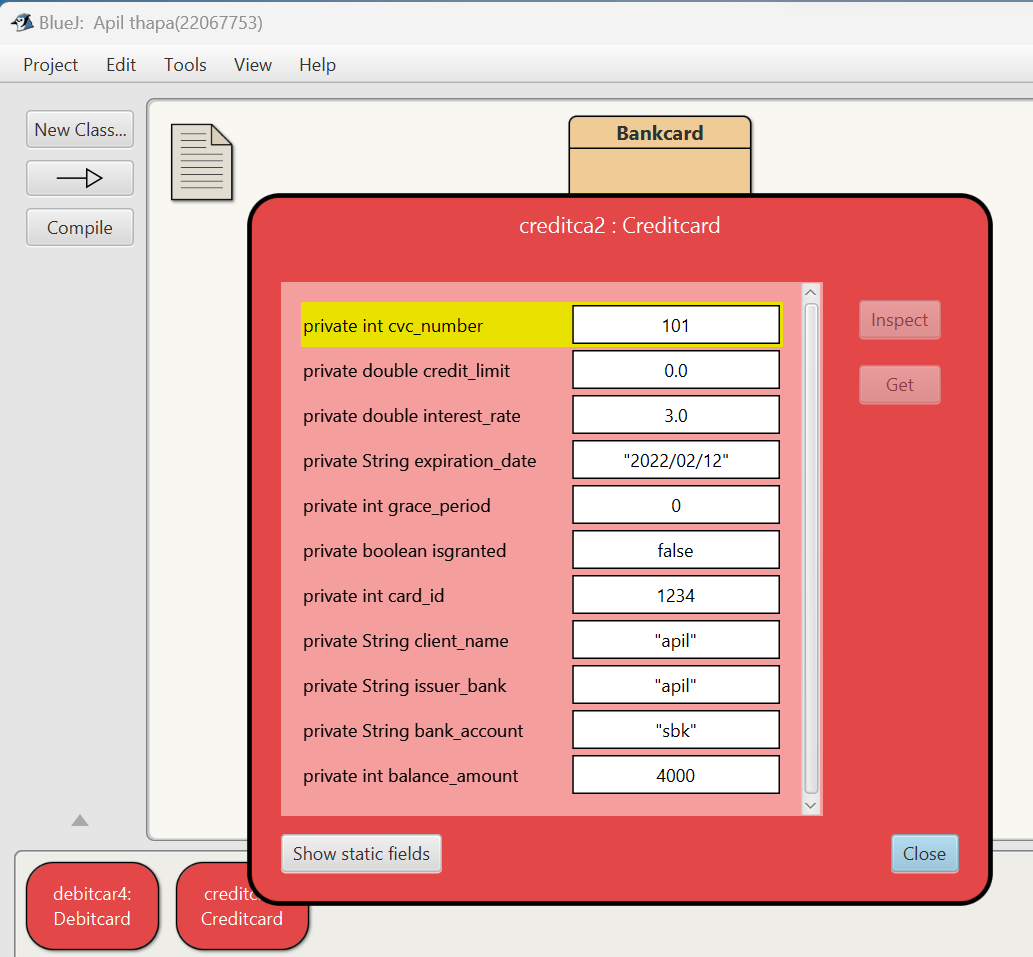 BlueJ:  Apil thapa(22067753)
Project Edit Tools View Help
New Class...
Compile
Bankcard
creditca2 : Creditcard
private int cvc_number 101
private double credit_limit 0.0
private double interest_rate 3.0
private String expiration_date "2022/02/12"
private int grace_period 0
private boolean isgranted false
private int card_id 1234
private String client_name "apil"
private String issuer_bank "apil"
private String bank_account "sbk"
private int balance_amount 4000
Inspect
Get
Show static fields
Close
debitcar4:
Debitcard
Creditcard